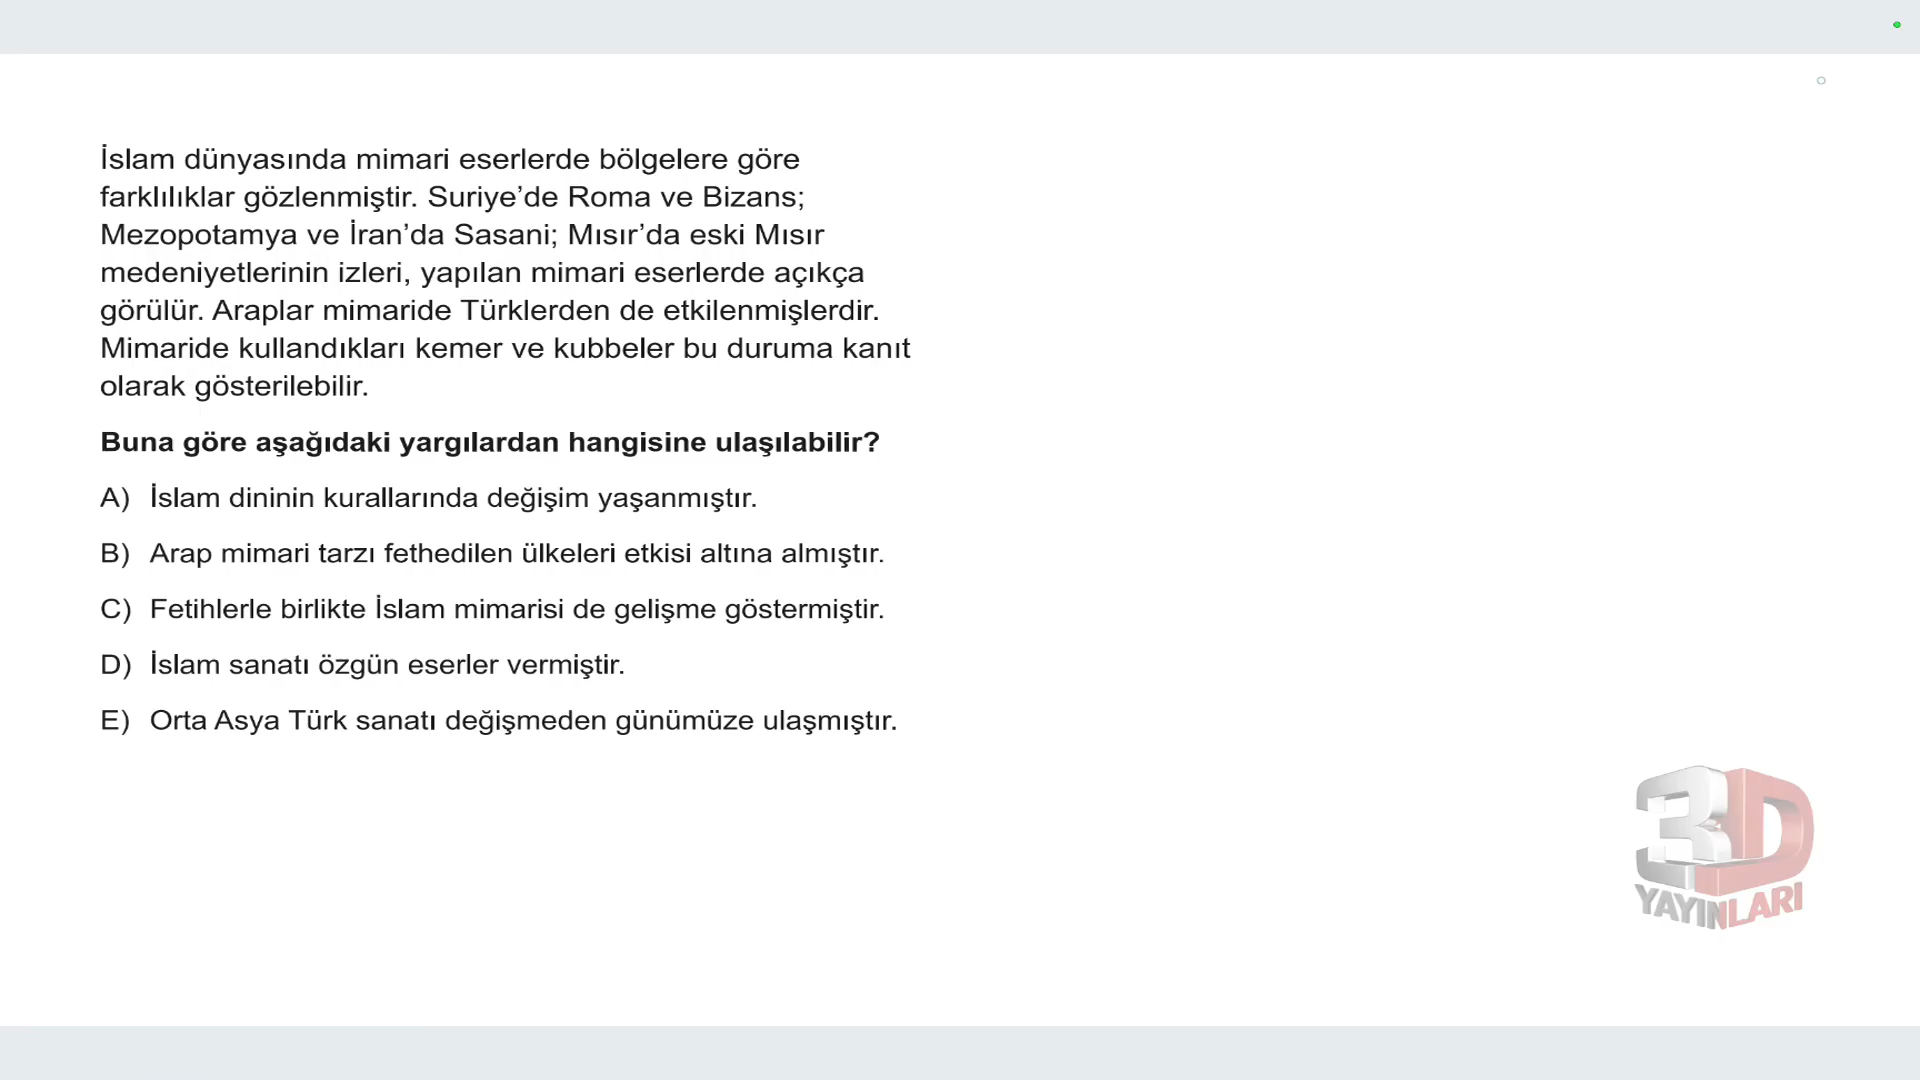 İslam dünyasında mimari eserlerde bölgelere göre
farklılıklar gözlenmiştir. Suriye’de Roma ve Bizans;
Mezopotamya ve İran’da Sasani; Mısır’da eski Mısır
medeniyetlerinin izleri, yapılan mimari eserlerde açıkça
görülür. Araplar mimaride Türklerden de etkilenmişlerdir.
Mimaride kullandıkları kemer ve kubbeler bu duruma kanıt
olarak gösterilebilir.
Buna göre aşağıdaki yargılardan hangisine ulaşılabilir?
A) İslam dininin kurallarında değişim yaşanmıştır.
B) Arap mimari tarzı fethedilen ülkeleri etkisi altına almıştır.
C) Fetihlerle birlikte İslam mimarisi de gelişme göstermiştir.
D) İslam sanatı özgün eserler vermiştir.
E) Orta Asya Türk sanatı değişmeden günümüze ulaşmıştır.
3D
YAYINLARI